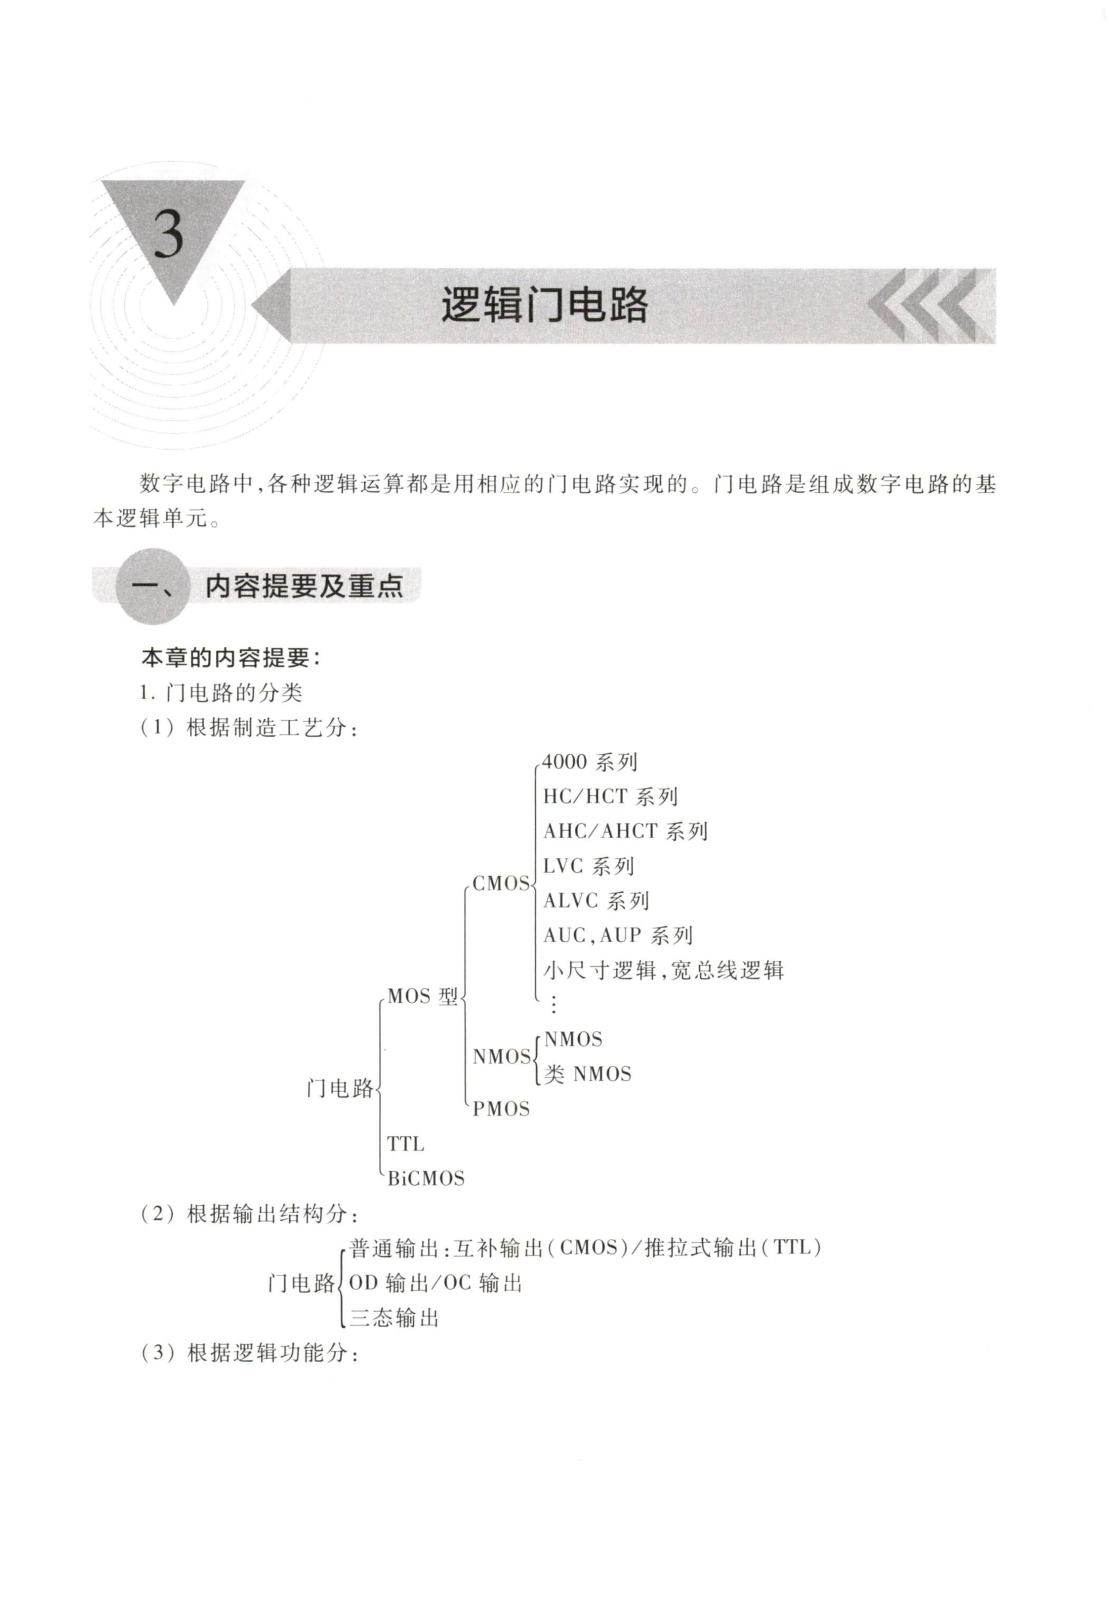 3
逻辑门电路
数字电路中,各种逻辑运算都是用相应的门电路实现的。门电路是组成数字电路的基
本逻辑单元。
一、 内容提要及重点
本章的内容提要:
1. 门电路的分类
(1) 根据制造工艺分:
4000 系列
HC/HCT 系列
AHC/AHCT 系列
LVC 系列
CMOS
ALVC 系列
AUC,AUP 系列
小尺寸逻辑,宽总线逻辑
MOS 型
⋮
NMOS
NMOS
类 NMOS
门电路
PMOS
TTL
BiCMOS
(2) 根据输出结构分:
普通输出:互补输出(CMOS)/推拉式输出(TTL)
门电路 OD 输出/OC 输出
三态输出
(3) 根据逻辑功能分: